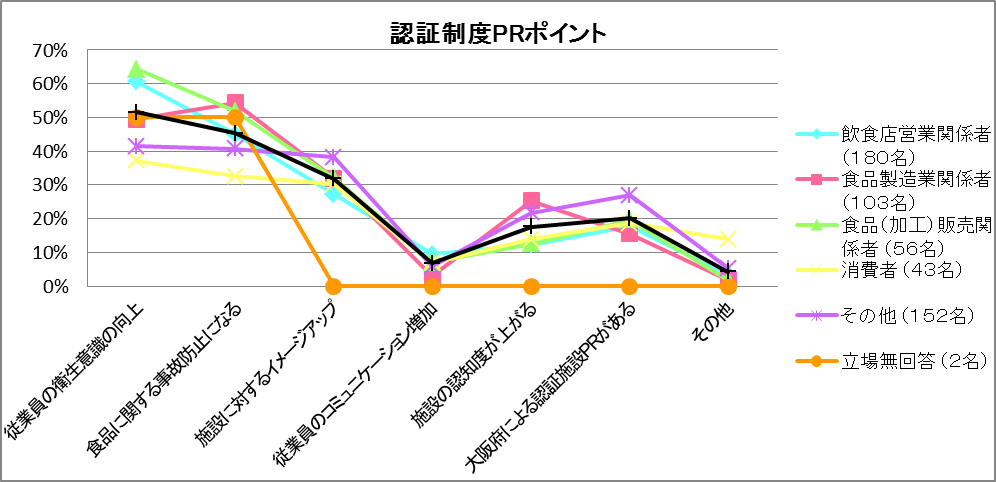 認証制度PRポイント
70%
60%
50%
40%
30%
20%
10%
0%
従業員の衛生意識の向上
食品に関する事故防止になる
施設に対するイメージアップ
従業員のコミュニケーション増加
施設の認知度が上がる
大阪府による認証施設PRがある
その他
飲食店営業関係者
(180名)
食品製造業関係者
(103名)
食品(加工)販売関
係者(56名)
消費者(43名)
その他(152名)
立場無回答(2名)